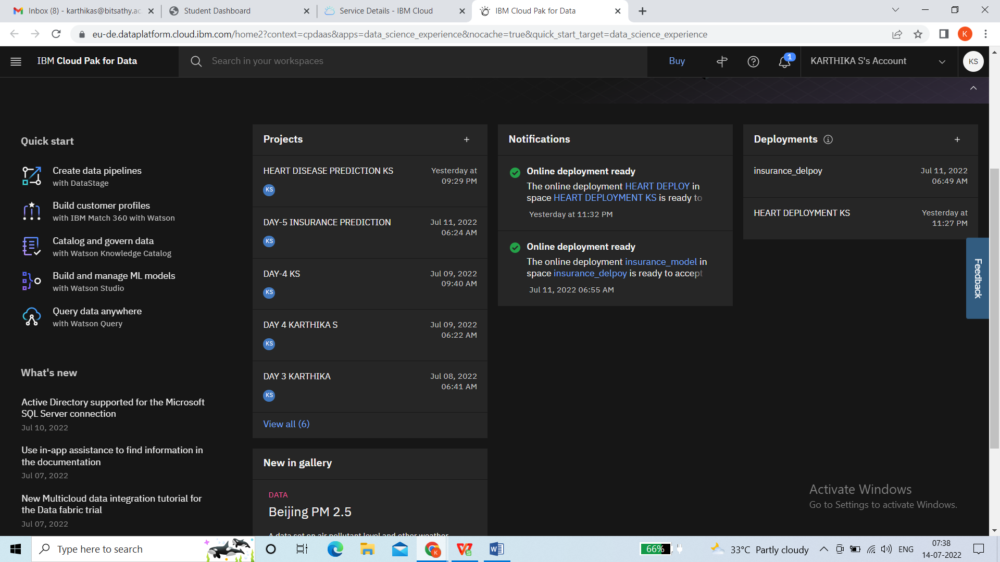 Inbox (8) - karthikas@bitsathy.ac
Student Dashboard
Service Details - IBM Cloud
IBM Cloud Pak for Data
eu-de.dataplatform.cloud.ibm.com/home2?context=cpdaas&apps=data_science_experience&nocache=true&quick_start_target=data_science_experience
K
IBM Cloud Pak for Data
Search in your workspaces
Buy
1
KARTHIKA S's Account
KS
Quick start
Create data pipelines
with DataStage
Build customer profiles
with IBM Match 360 with Watson
Catalog and govern data
with Watson Knowledge Catalog
Build and manage ML models
with Watson Studio
Query data anywhere
with Watson Query
What's new
Active Directory supported for the Microsoft
SQL Server connection
Jul 10, 2022
Use in-app assistance to find information in
the documentation
Jul 07, 2022
New Multicloud data integration tutorial for
the Data fabric trial
Jul 07, 2022
Projects
HEART DISEASE PREDICTION KS
Yesterday at
09:29 PM
KS
DAY-5 INSURANCE PREDICTION
Jul 11, 2022
06:24 AM
KS
DAY-4 KS
Jul 09, 2022
09:40 AM
KS
DAY 4 KARTHIKA S
Jul 09, 2022
06:22 AM
KS
DAY 3 KARTHIKA
Jul 08, 2022
06:41 AM
KS
View all (6)
New in gallery
DATA
Beijing PM 2.5
A data set on air pollutant level and other weather
Notifications
Online deployment ready
The online deployment HEART DEPLOY in
space HEART DEPLOYMENT KS is ready to
Yesterday at 11:32 PM
Online deployment ready
The online deployment insurance_model in
space insurance_delpoy is ready to accept
Jul 11, 2022 06:55 AM
Deployments
insurance_delpoy
Jul 11, 2022
06:49 AM
HEART DEPLOYMENT KS
Yesterday at
11:27 PM
Feedback
Activate Windows
Go to Settings to activate Windows.
Type here to search
66%
33°C Partly cloudy
ENG
07:38
14-07-2022